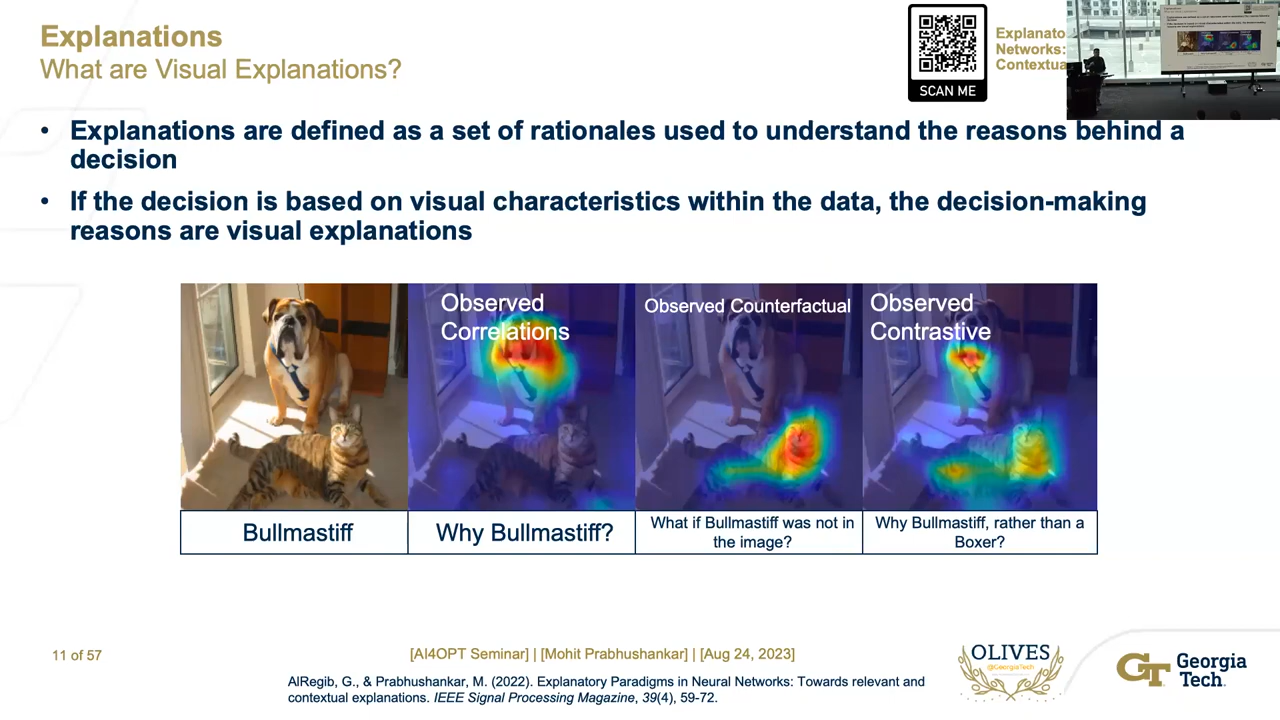 Explanations
What are Visual Explanations?
SCAN ME
Networks:
• Explanations are defined as a set of rationales used to understand the reasons behind a
decision
• If the decision is based on visual characteristics within the data, the decision-making
reasons are visual explanations
Observed
Correlations
Observed Counterfactual
Observed
Contrastive
Bullmastiff
Why Bullmastiff?
What if Bullmastiff was not in
the image?
Why Bullmastiff, rather than a
Boxer?
11 of 57
[AI4OPT Seminar] | [Mohit Prabhushankar] | [Aug 24, 2023]
AlRegib, G., & Prabhushankar, M. (2022). Explanatory Paradigms in Neural Networks: Towards relevant and
contextual explanations. IEEE Signal Processing Magazine, 39(4), 59-72.
OLIVES
@GeorgiaTech
GT
Georgia
Tech